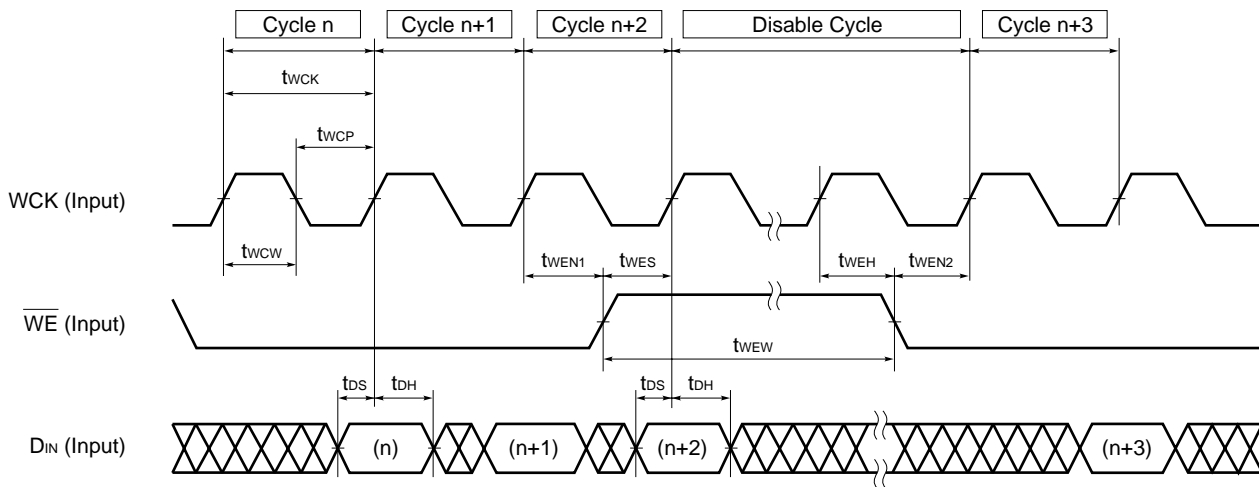 Cycle n Cycle n+1 Cycle n+2 Disable Cycle Cycle n+3
tWCK
tWCP
WCK (Input)
tWCW
tWEN1 tWES tWEH tWEN2
WE (Input)
tWEW
tDS tDH tDS tDH
DIN (Input) (n) (n+1) (n+2) (n+3)